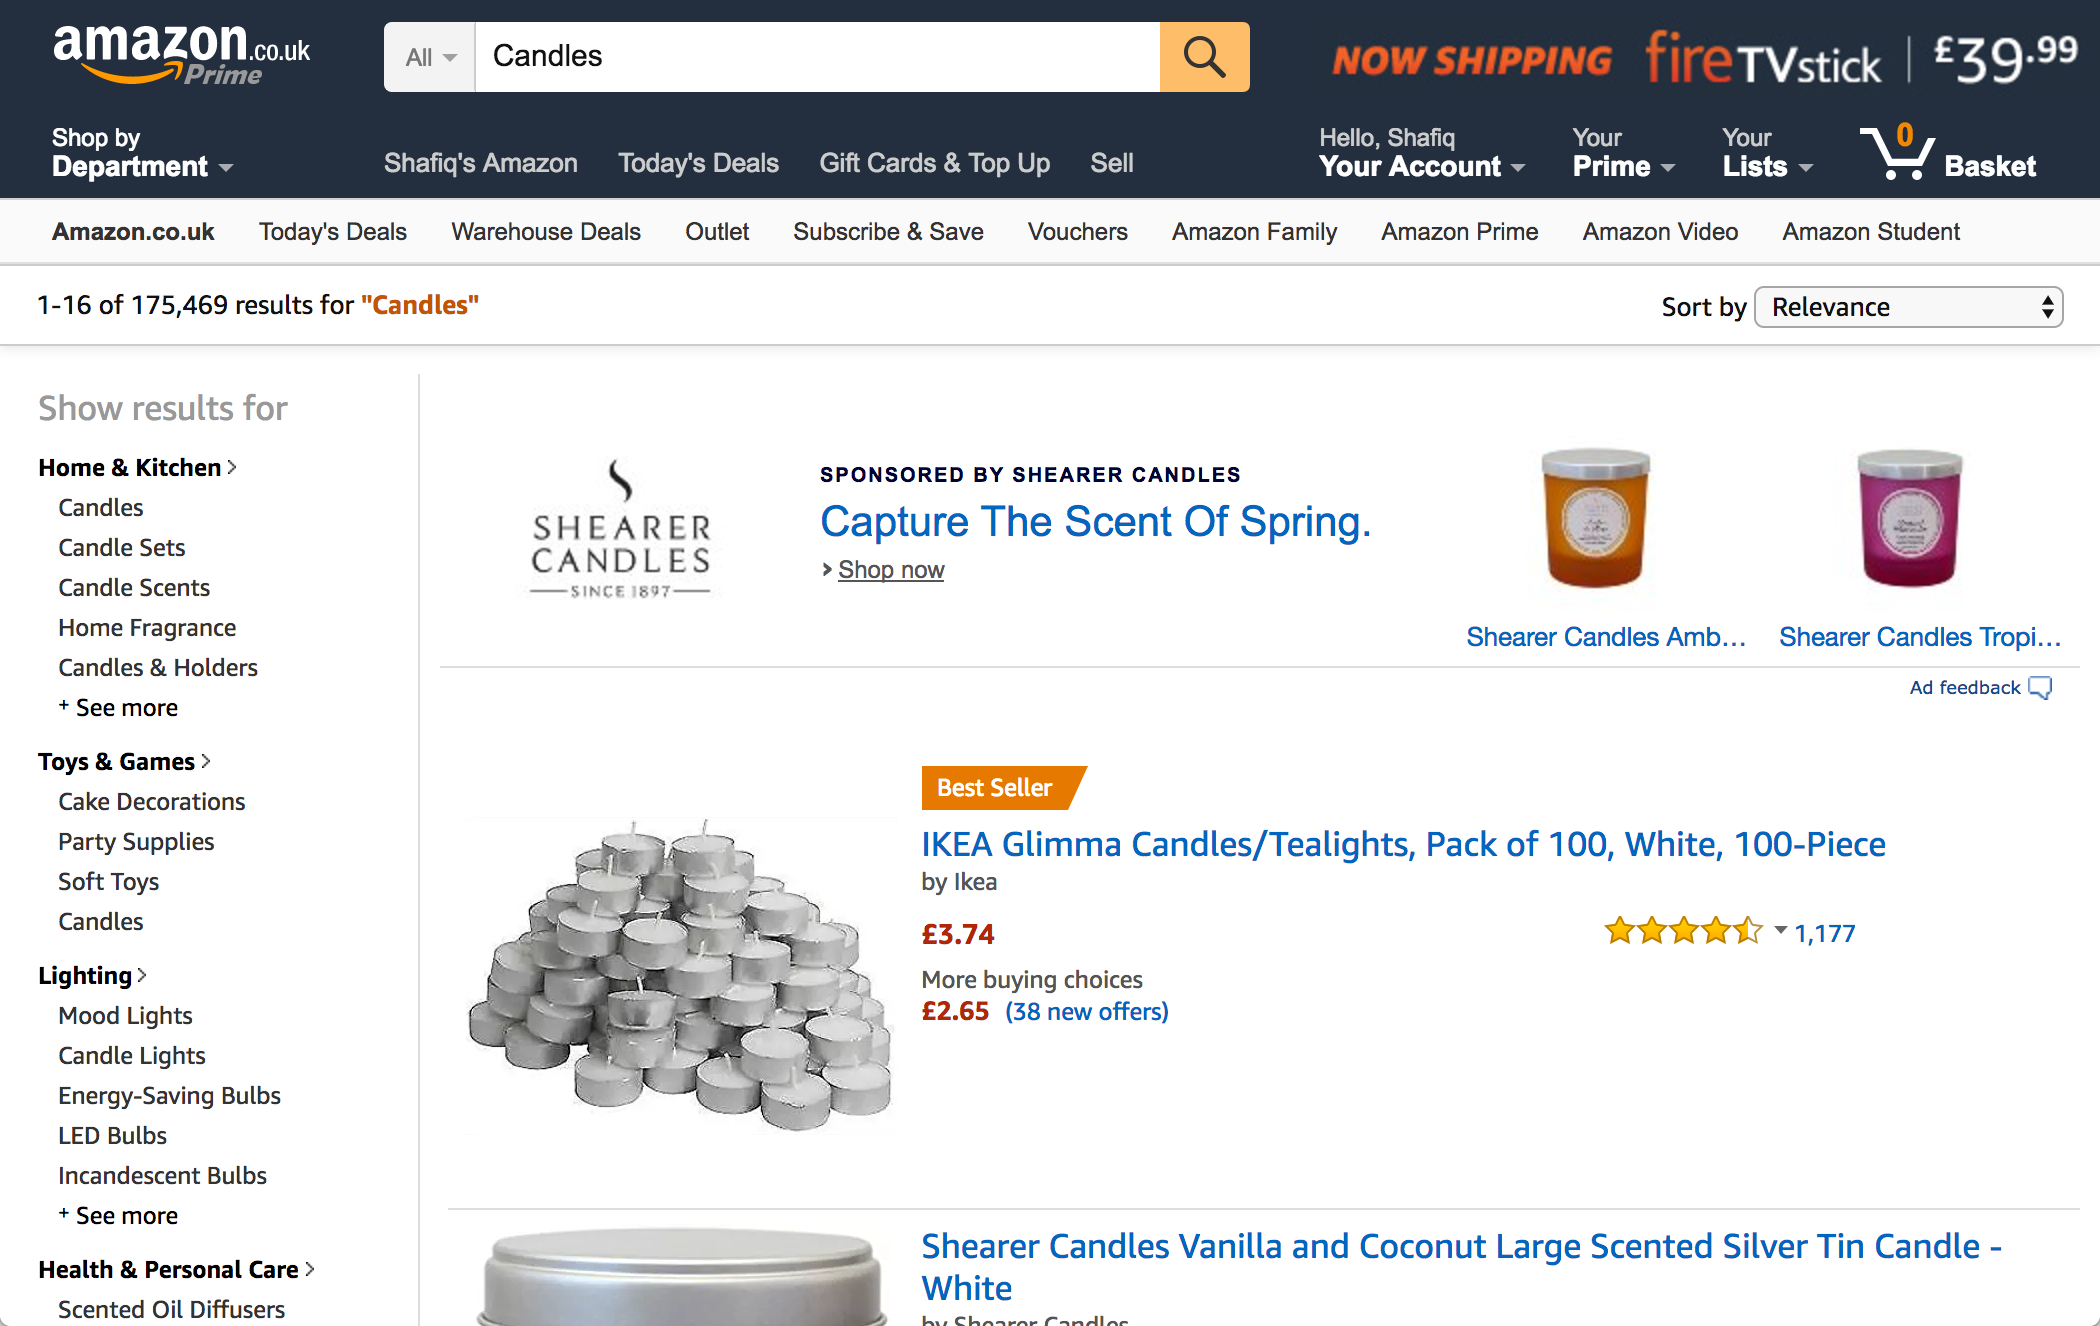 amazon.co.uk
Prime
All
Candles
NOW SHIPPING fire TV stick | £39.99
Shop by
Department
Shafiq's Amazon
Today's Deals
Gift Cards & Top Up
Sell
Hello, Shafiq
Your Account
Your
Prime
Your
Lists
0
Basket
Amazon.co.uk
Today's Deals
Warehouse Deals
Outlet
Subscribe & Save
Vouchers
Amazon Family
Amazon Prime
Amazon Video
Amazon Student
1-16 of 175,469 results for "Candles"
Sort by
Relevance
Show results for
Home & Kitchen
Candles
Candle Sets
Candle Scents
Home Fragrance
Candles & Holders
+ See more
Toys & Games
Cake Decorations
Party Supplies
Soft Toys
Candles
Lighting
Mood Lights
Candle Lights
Energy-Saving Bulbs
LED Bulbs
Incandescent Bulbs
+ See more
Health & Personal Care
Scented Oil Diffusers
SHEARER
CANDLES
SINCE 1897
SPONSORED BY SHEARER CANDLES
Capture The Scent Of Spring.
Shop now
Shearer Candles Amb...
Shearer Candles Tropi...
Ad feedback
Best Seller
IKEA Glimma Candles/Tealights, Pack of 100, White, 100-Piece
by Ikea
£3.74
1,177
More buying choices
£2.65 (38 new offers)
Shearer Candles Vanilla and Coconut Large Scented Silver Tin Candle -
White
by Shearer Candles